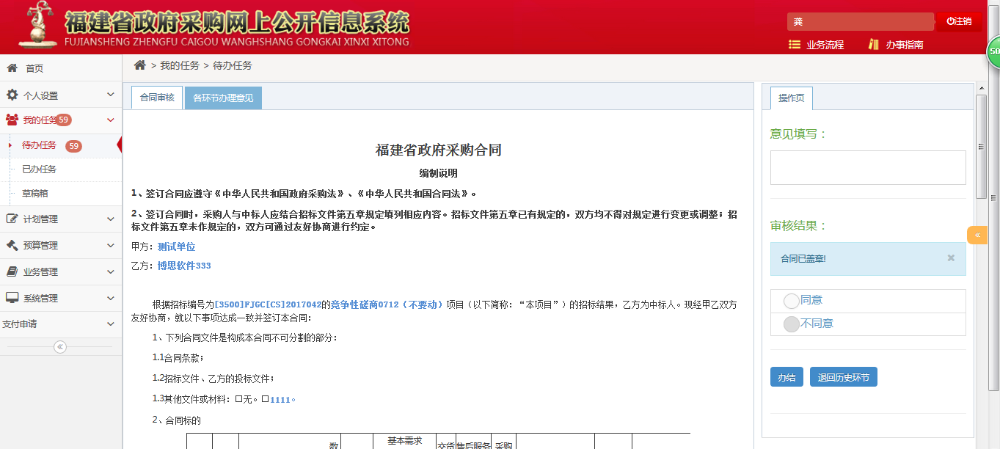 福建省政府采购网上公开信息系统
FUJIANSHENG ZHENGFU CAIGOU WANGHSHANG GONGKAI XINXI XITONG
龚
注销
业务流程
办事指南
50
首页
个人设置
我的任务 59
待办任务 59
已办任务
草稿箱
计划管理
预算管理
业务管理
系统管理
支付申请
> 我的任务 > 待办任务
合同审核
各环节办理意见
福建省政府采购合同
编制说明
1、签订合同应遵守《中华人民共和国政府采购法》、《中华人民共和国合同法》。
2、签订合同时，采购人与中标人应结合招标文件第五章规定填列相应内容。招标文件第五章已有规定的，双方均不得对规定进行变更或调整；招
标文件第五章未作规定的，双方可通过友好协商进行约定。
甲方：测试单位
乙方：博思软件333
根据招标编号为[3500]FJGC[CS]2017042的竞争性磋商0712（不要动）项目（以下简称：“本项目”）的招标结果，乙方为中标人。现经甲乙双方
友好协商，就以下事项达成一致并签订本合同：
1、下列合同文件是构成本合同不可分割的部分：
1.1合同条款；
1.2招标文件、乙方的投标文件；
1.3其他文件或材料：□无。□1111。
2、合同标的
数
基本需求
交货
售后服务
采购
操作页
意见填写：
审核结果：
合同已盖章!
×
同意
不同意
办结
退回历史环节